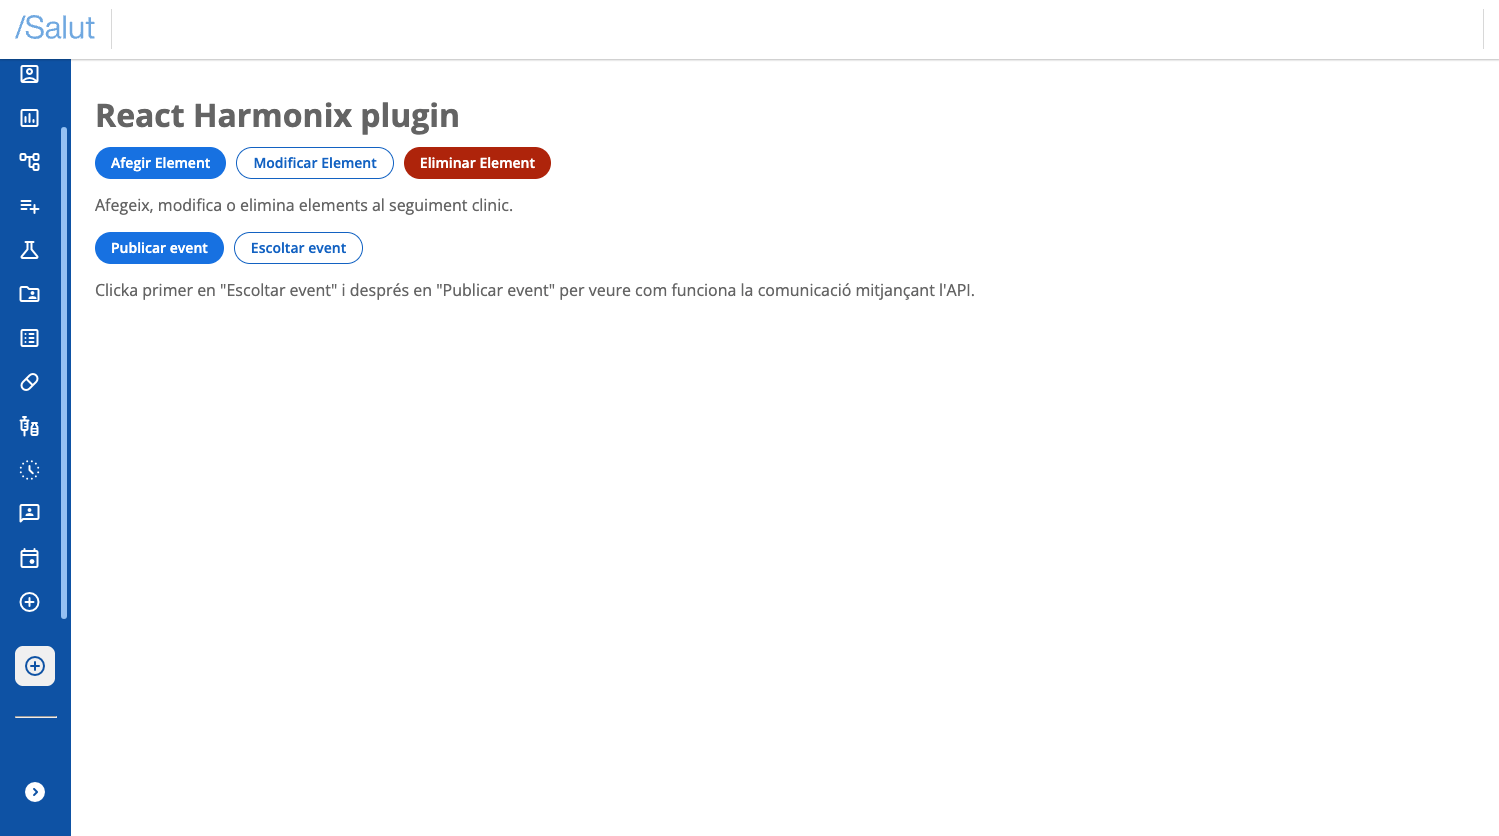 /Salut
React Harmonix plugin
Afegir Element
Modificar Element
Eliminar Element
Afegeix, modifica o elimina elements al seguiment clinic.
Publicar event
Escoltar event
Clicka primer en "Escoltar event" i després en "Publicar event" per veure com funciona la comunicació mitjançant l'API.